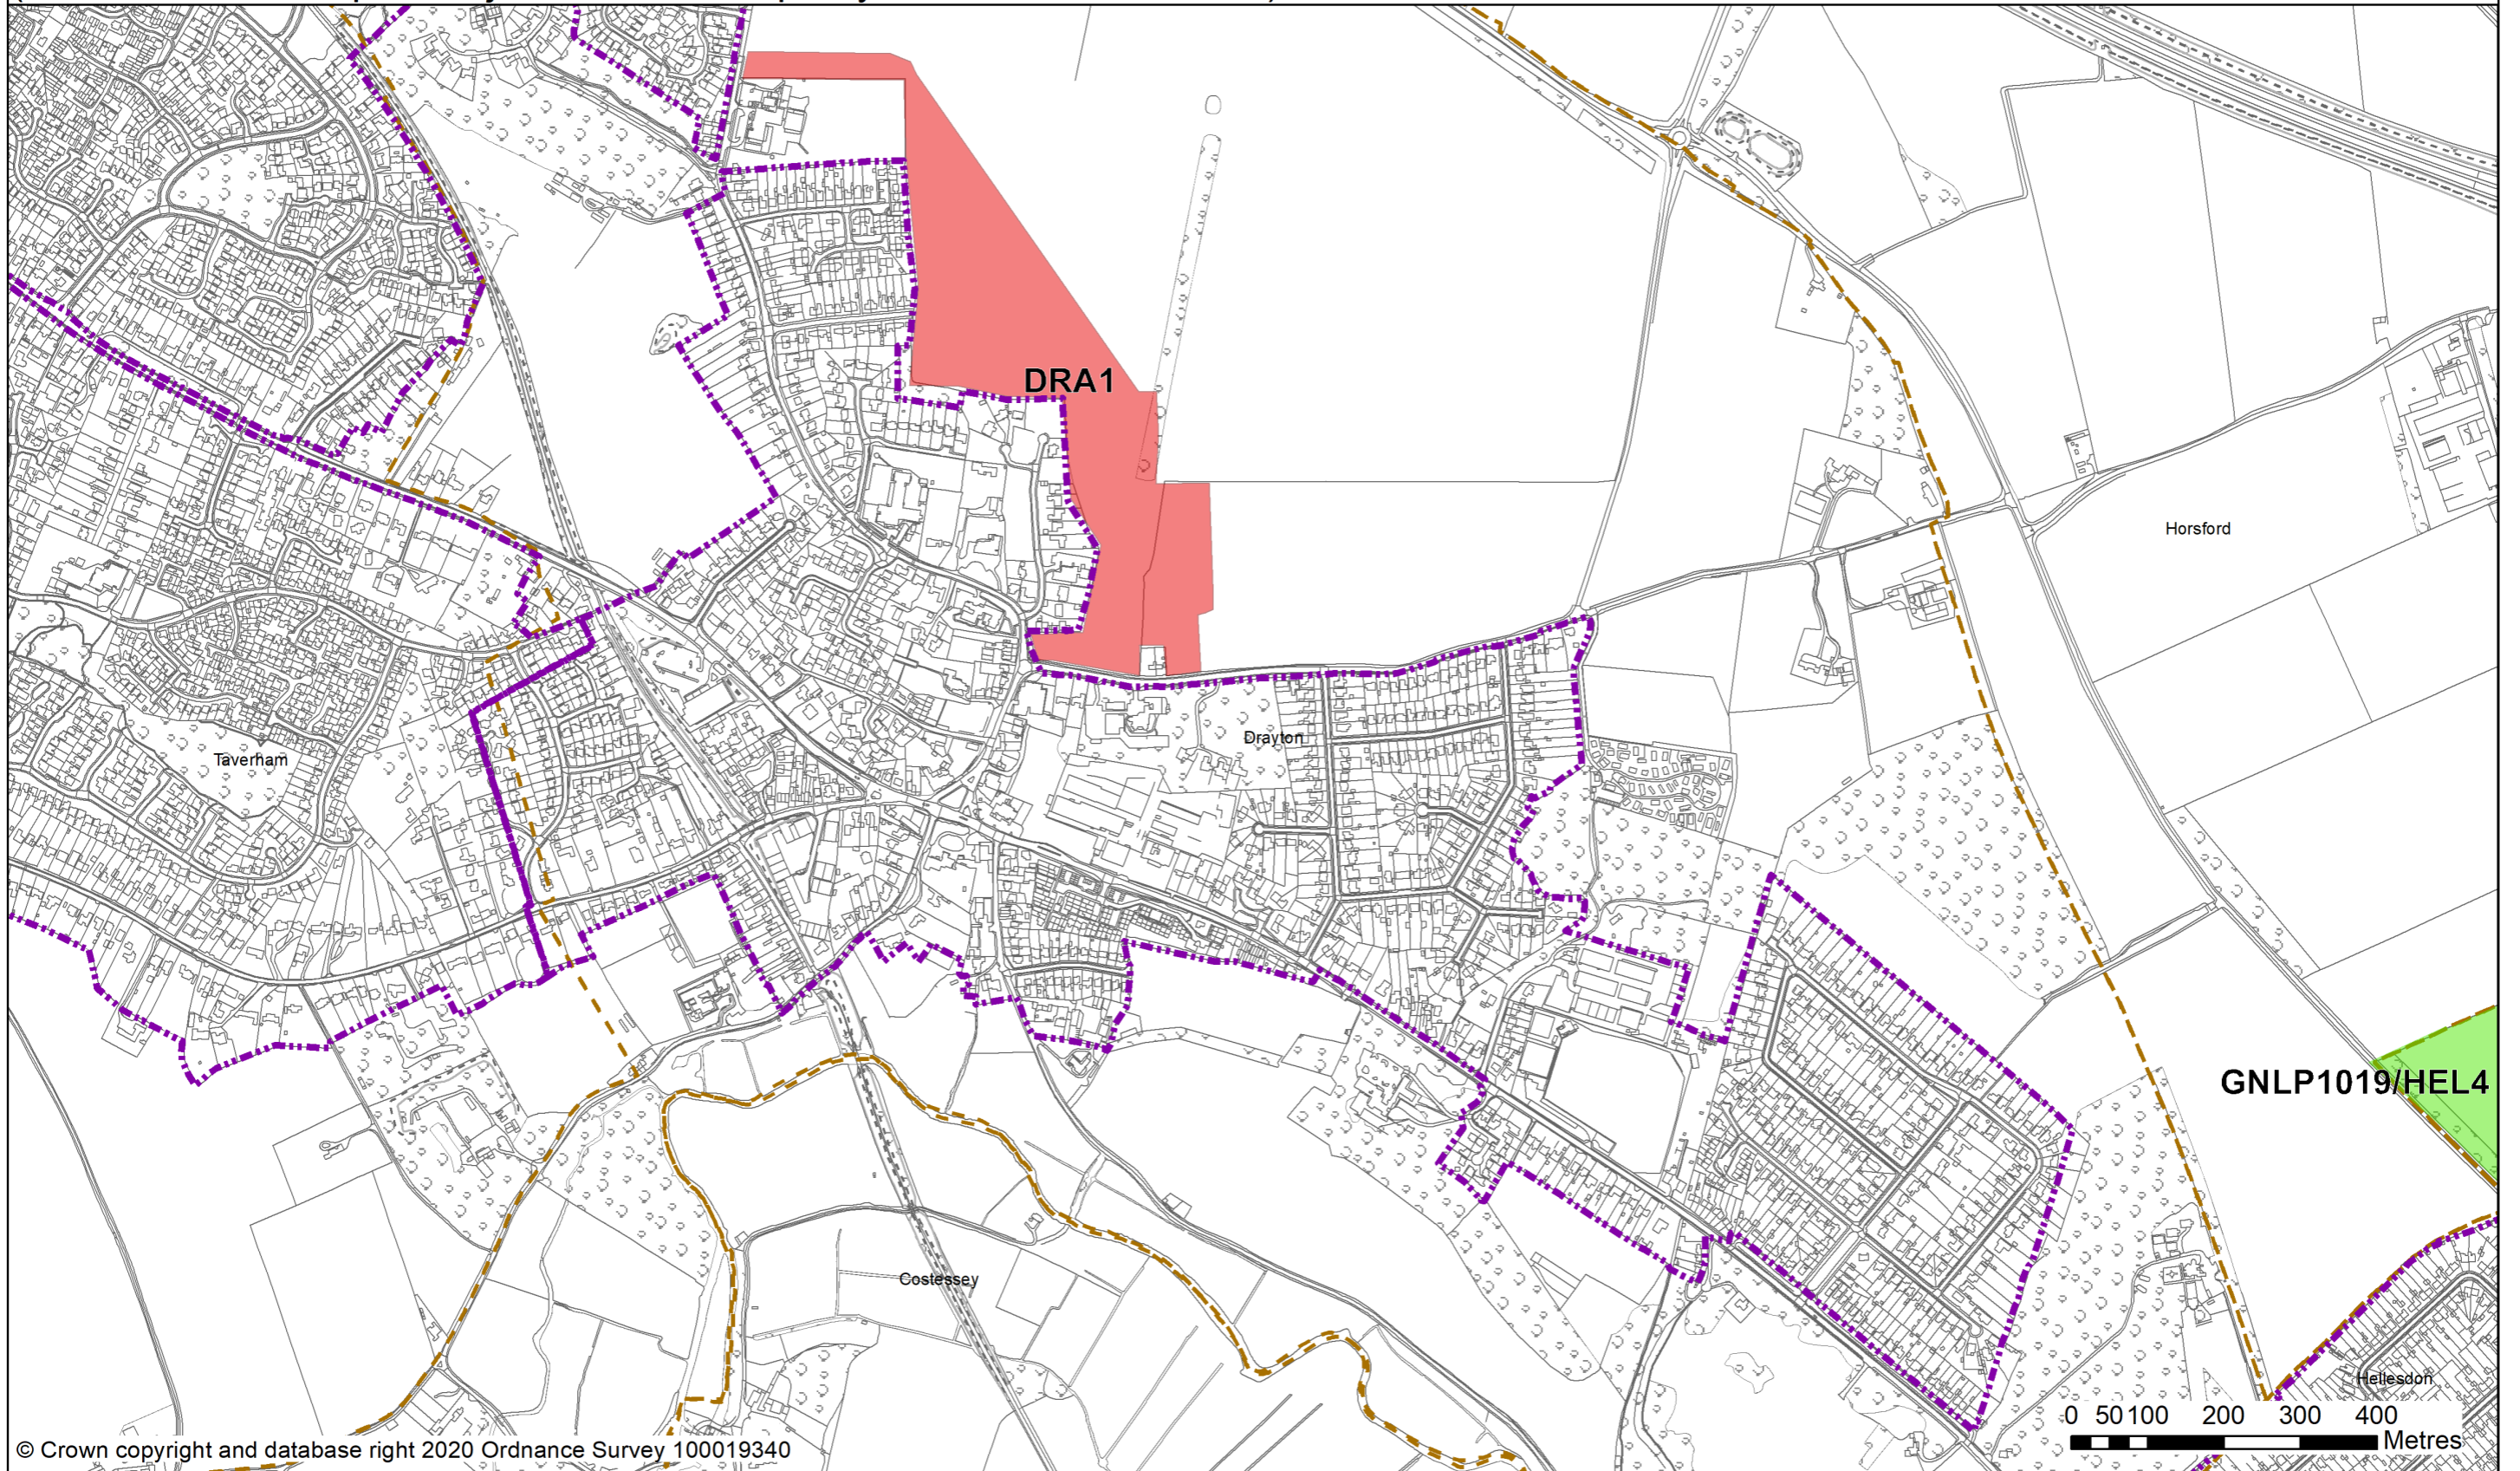 DRA1
Horsford
Drayton
Taverham
GNLP1019/HEL4
Costessey
Hellesdon
0 50 100 200 300 400
Metres
© Crown copyright and database right 2020 Ordnance Survey 100019340